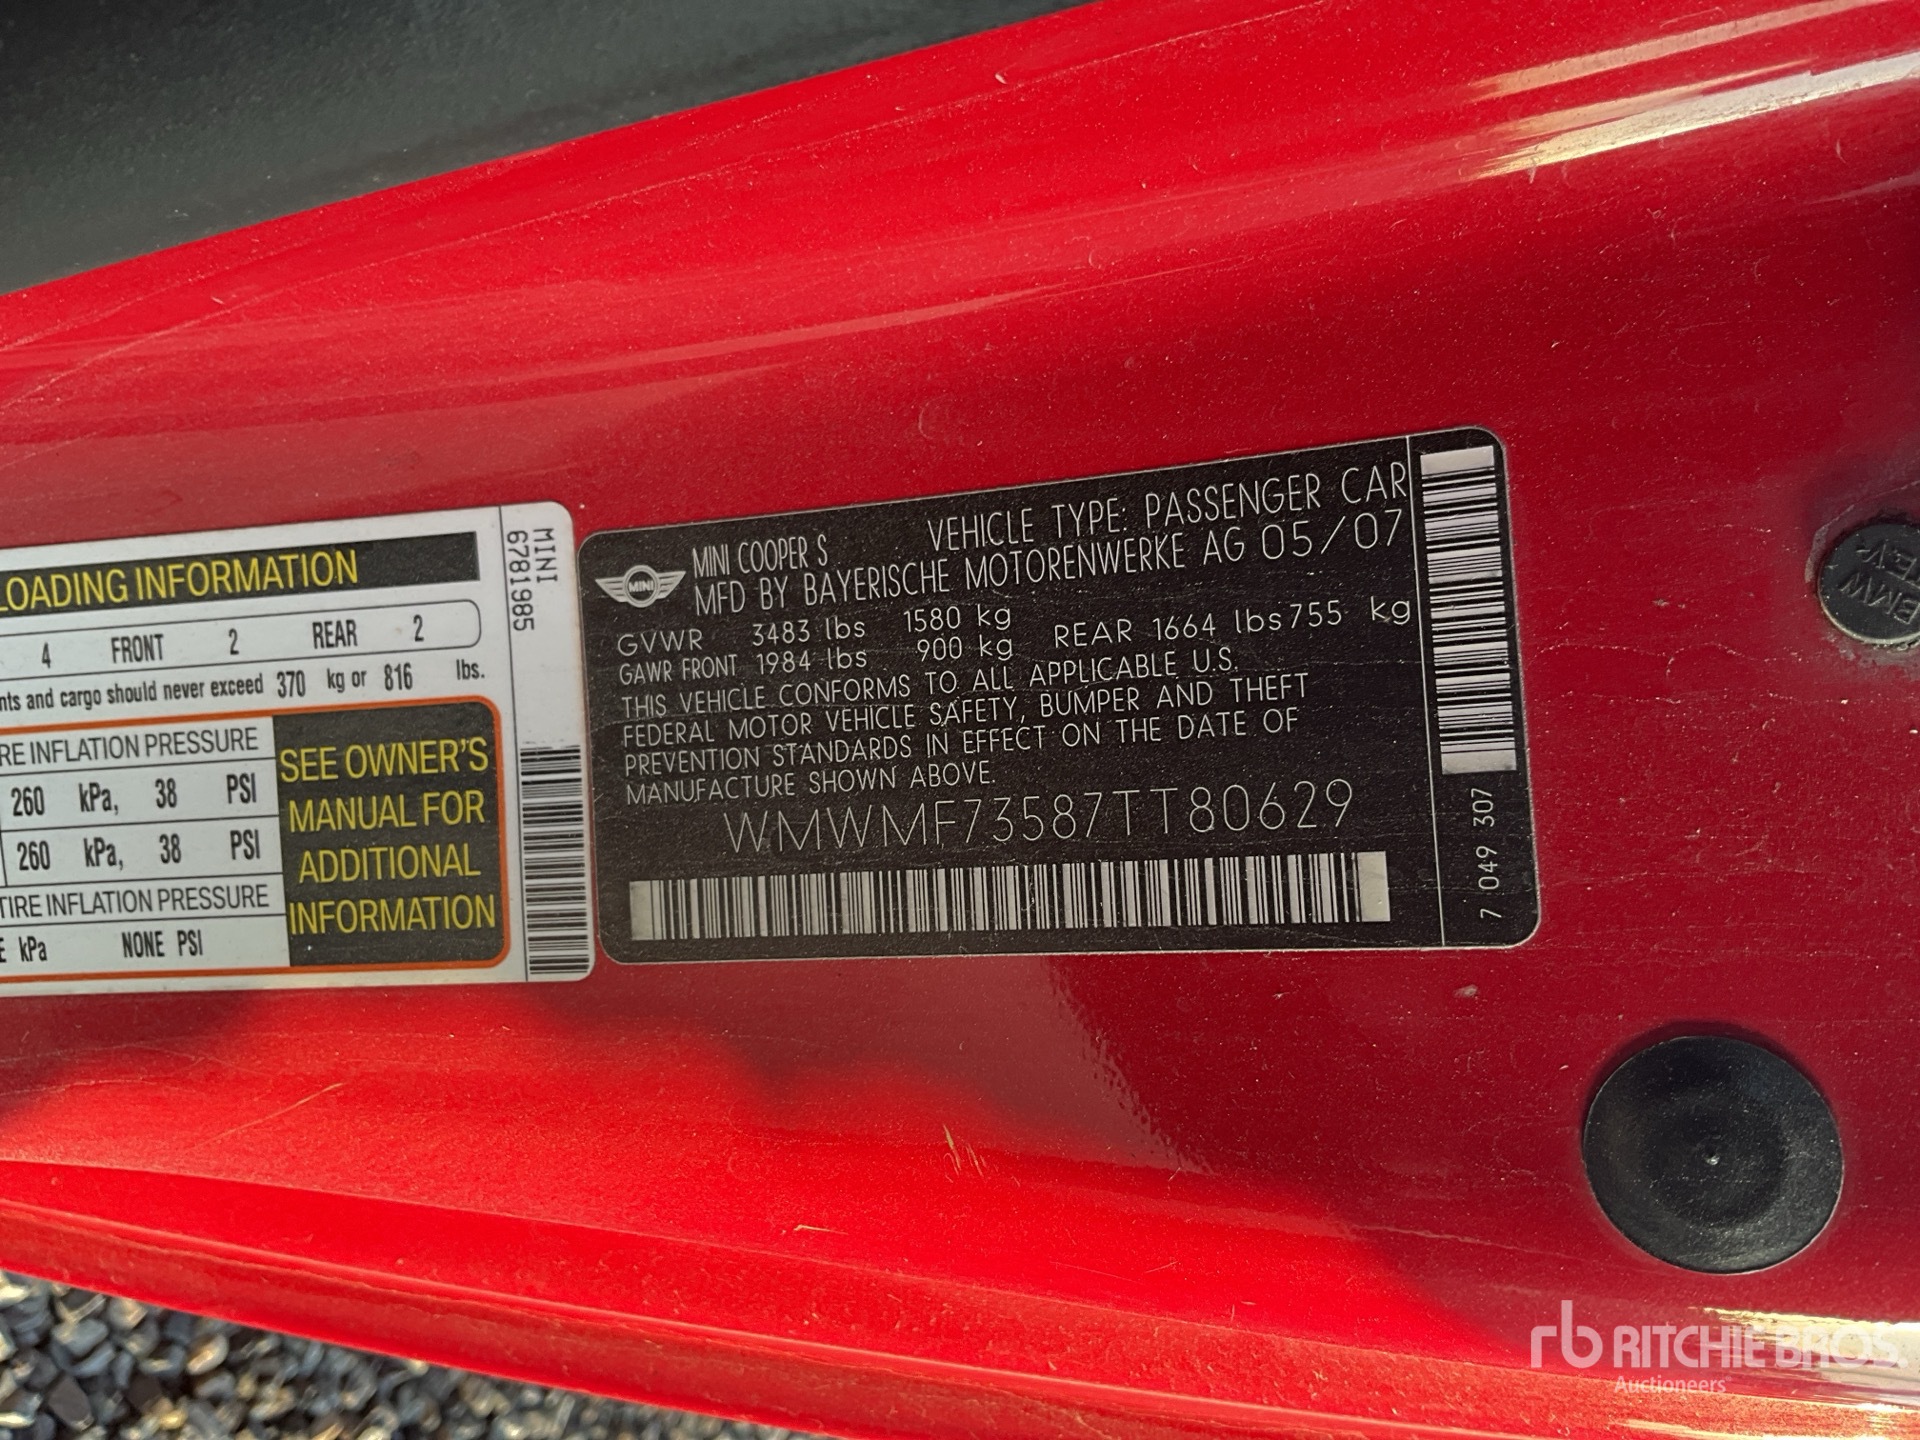 LOADING INFORMATION
4 FRONT 2 REAR 2
nts and cargo should never exceed 370 kg or 816 lbs.
RE INFLATION PRESSURE
260 kPa, 38 PSI
260 kPa, 38 PSI
TIRE INFLATION PRESSURE
E kPa NONE PSI
SEE OWNER'S
MANUAL FOR
ADDITIONAL
INFORMATION
MINI
6781985
MINI
MINI COOPER S VEHICLE TYPE: PASSENGER CAR
MFD BY BAYERISCHE MOTORENWERKE AG 05/07
GVWR 3483 lbs 1580 kg
GAWR FRONT 1984 lbs 900 kg REAR 1664 lbs 755 kg
THIS VEHICLE CONFORMS TO ALL APPLICABLE U.S.
FEDERAL MOTOR VEHICLE SAFETY, BUMPER AND THEFT
PREVENTION STANDARDS IN EFFECT ON THE DATE OF
MANUFACTURE SHOWN ABOVE.
WMWMF73587TT80629
7 049 307
BMW
rb RITCHIE BROS.
Auctioneers